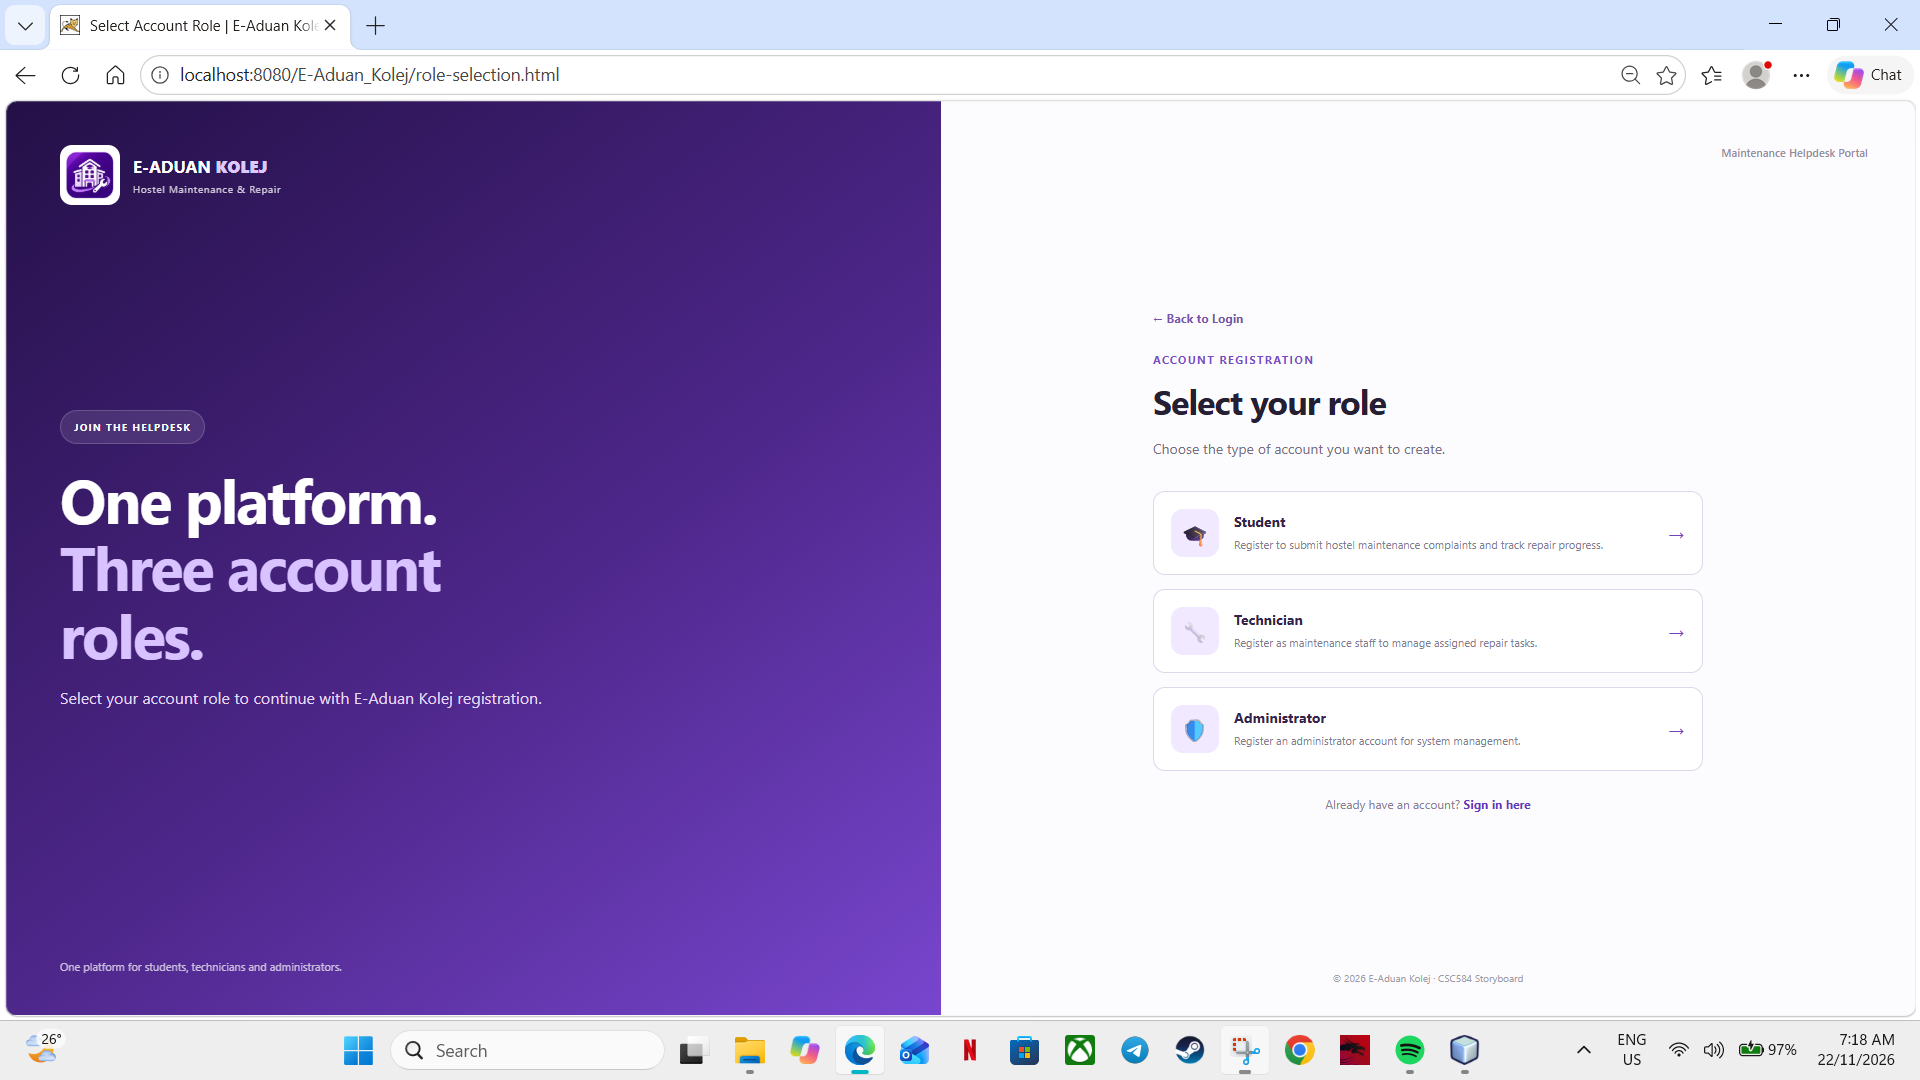 Select Account Role | E-Aduan Kole
localhost:8080/E-Aduan_Kolej/role-selection.html
Chat
E-ADUAN KOLEJ
Hostel Maintenance & Repair
JOIN THE HELPDESK
One platform.
Three account
roles.
Select your account role to continue with E-Aduan Kolej registration.
One platform for students, technicians and administrators.
Maintenance Helpdesk Portal
← Back to Login
ACCOUNT REGISTRATION
Select your role
Choose the type of account you want to create.
Student
Register to submit hostel maintenance complaints and track repair progress.
→
Technician
Register as maintenance staff to manage assigned repair tasks.
→
Administrator
Register an administrator account for system management.
→
Already have an account? Sign in here
© 2026 E-Aduan Kolej · CSC584 Storyboard
26°
Search
N
ENG
US
97%
7:18 AM
22/11/2026